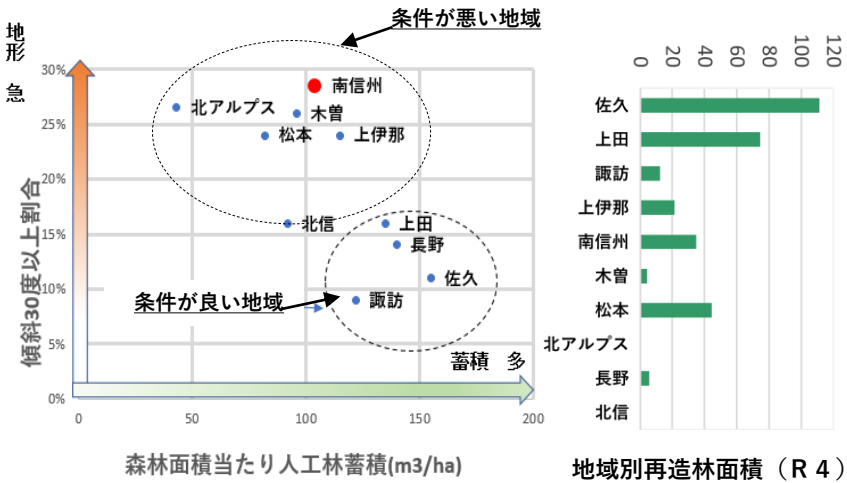 地形 急
条件が悪い地域
30%
25%
20%
15%
10%
5%
0%
傾斜30度以上割合
南信州
北アルプス
木曽
松本
上伊那
北信
上田
長野
佐久
諏訪
条件が良い地域
蓄積 多
0
50
100
150
200
森林面積当たり人工林蓄積(m3/ha)
0
20
40
60
80
100
120
佐久
上田
諏訪
上伊那
南信州
木曽
松本
北アルプス
長野
北信
地域別再造林面積（R４）